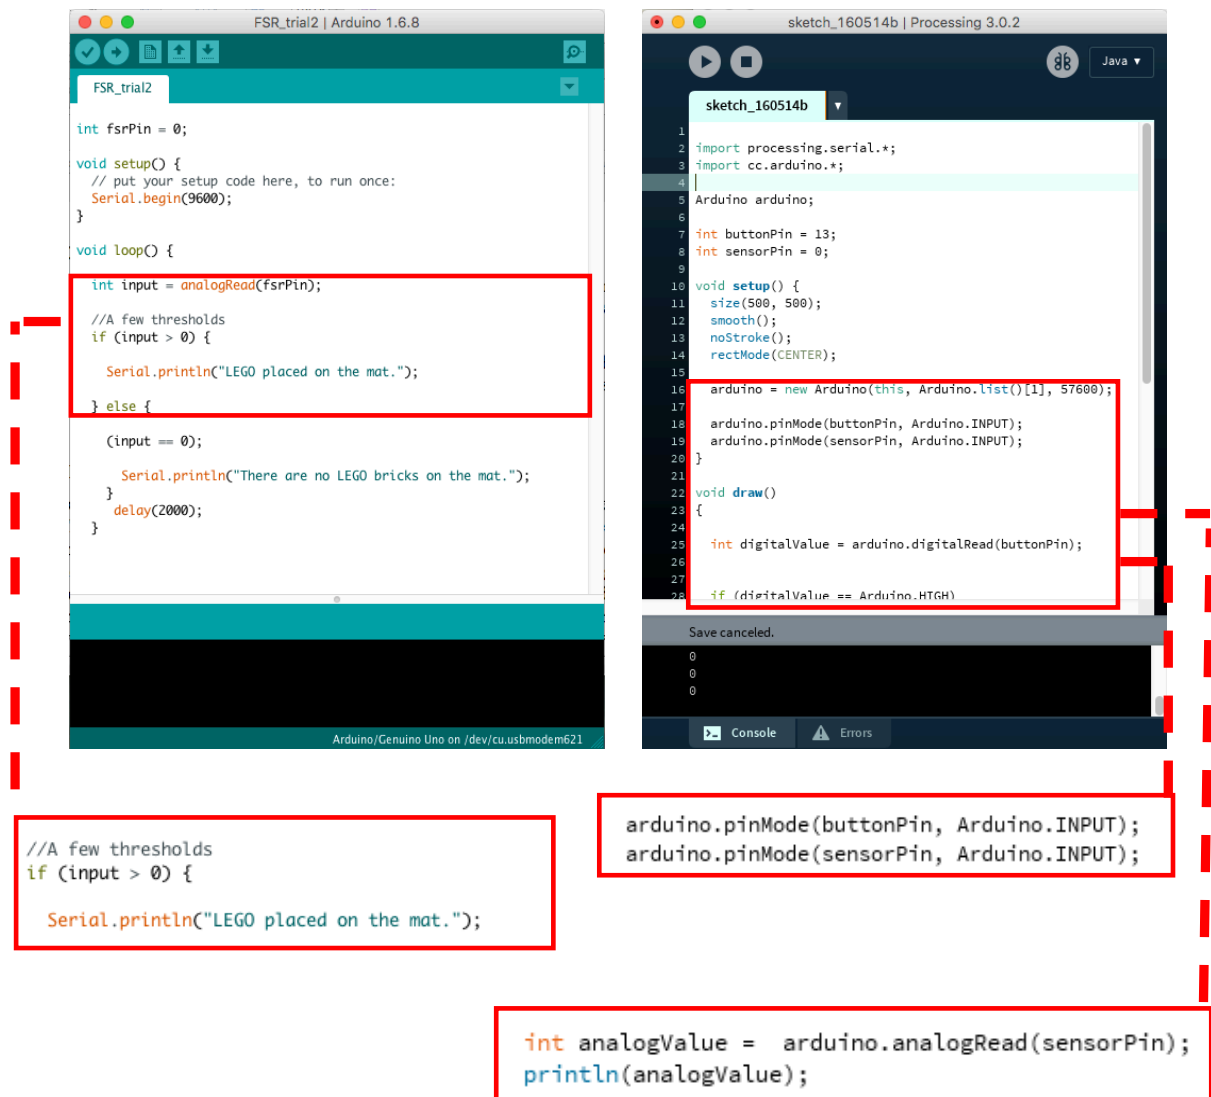 FSR_trial2 | Arduino 1.6.8
FSR_trial2
int fsrPin = 0;
void setup() {
// put your setup code here, to run once:
Serial.begin(9600);
}
void loop() {
int input = analogRead(fsrPin);
//A few thresholds
if (input > 0) {
Serial.println("LEGO placed on the mat.");
} else {
(input == 0);
Serial.println("There are no LEGO bricks on the mat.");
}
delay(2000);
}
Arduino/Genuino Uno on /dev/cu.usbmodem621
sketch_160514b | Processing 3.0.2
Java ▼
sketch_160514b ▼
1
2 import processing.serial.*;
3 import cc.arduino.*;
4
5 Arduino arduino;
6
7 int buttonPin = 13;
8 int sensorPin = 0;
9
10 void setup() {
11 size(500, 500);
12 smooth();
13 noStroke();
14 rectMode(CENTER);
15
16 arduino = new Arduino(this, Arduino.list()[1], 57600);
17
18 arduino.pinMode(buttonPin, Arduino.INPUT);
19 arduino.pinMode(sensorPin, Arduino.INPUT);
20 }
21
22 void draw()
23 {
24
25 int digitalValue = arduino.digitalRead(buttonPin);
26
27
28 if (digitalValue == Arduino.HIGH)
Save canceled.
0
0
0
Console
Errors
//A few thresholds
if (input > 0) {
Serial.println("LEGO placed on the mat.");
arduino.pinMode(buttonPin, Arduino.INPUT);
arduino.pinMode(sensorPin, Arduino.INPUT);
int analogValue =  arduino.analogRead(sensorPin);
println(analogValue);